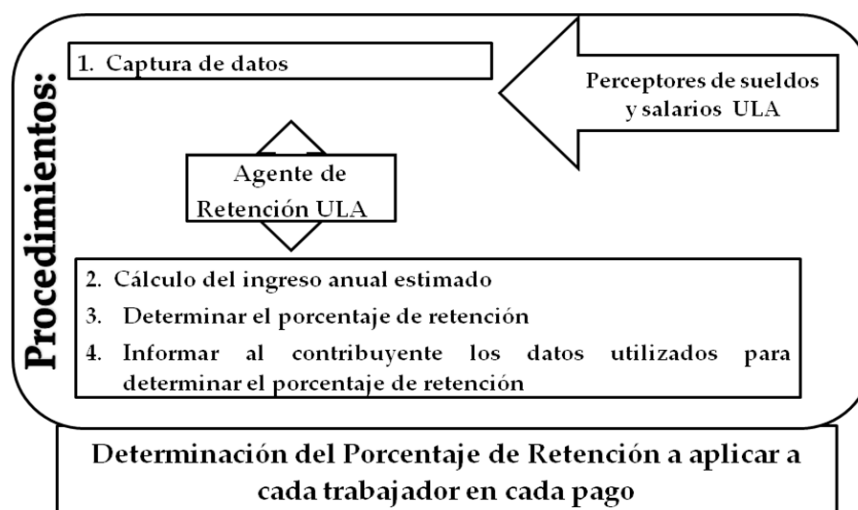 Procedimientos:
1. Captura de datos
Perceptores de sueldos
y salarios ULA
Agente de
Retención ULA
2. Cálculo del ingreso anual estimado
3. Determinar el porcentaje de retención
4. Informar al contribuyente los datos utilizados para
determinar el porcentaje de retención
Determinación del Porcentaje de Retención a aplicar a
cada trabajador en cada pago